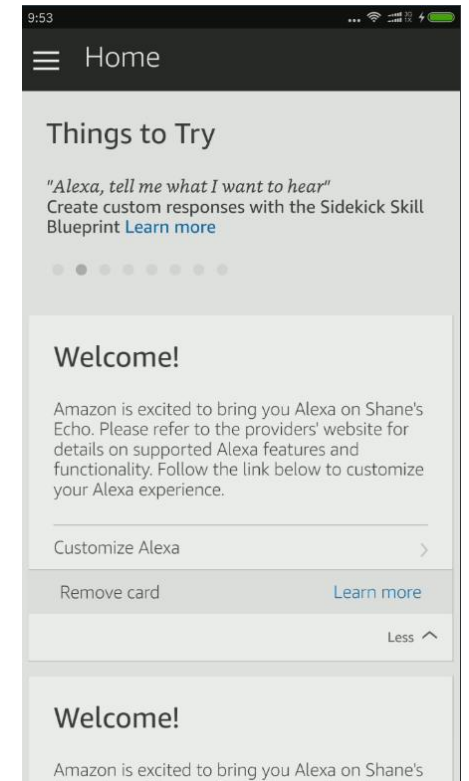 9:53
Home
Things to Try
"Alexa, tell me what I want to hear"
Create custom responses with the Sidekick Skill
Blueprint Learn more
Welcome!
Amazon is excited to bring you Alexa on Shane's
Echo. Please refer to the providers' website for
details on supported Alexa features and
functionality. Follow the link below to customize
your Alexa experience.
Customize Alexa
Remove card Learn more
Less
Welcome!
Amazon is excited to bring you Alexa on Shane's